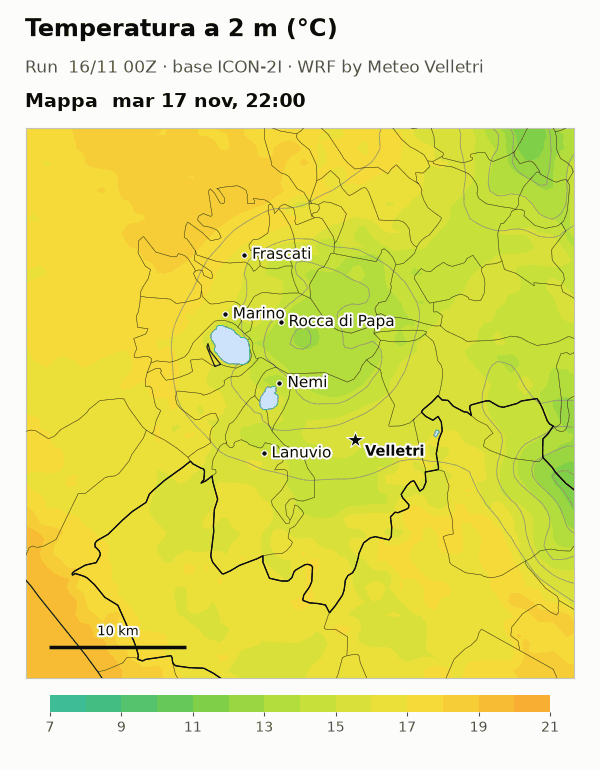 Temperatura a 2 m (°C)
Run  16/11 00Z · base ICON-2I · WRF by Meteo Velletri
Mappa  mar 17 nov, 22:00
Frascati
Marino
Rocca di Papa
Nemi
Velletri
Lanuvio
10 km
7 9 11 13 15 17 19 21